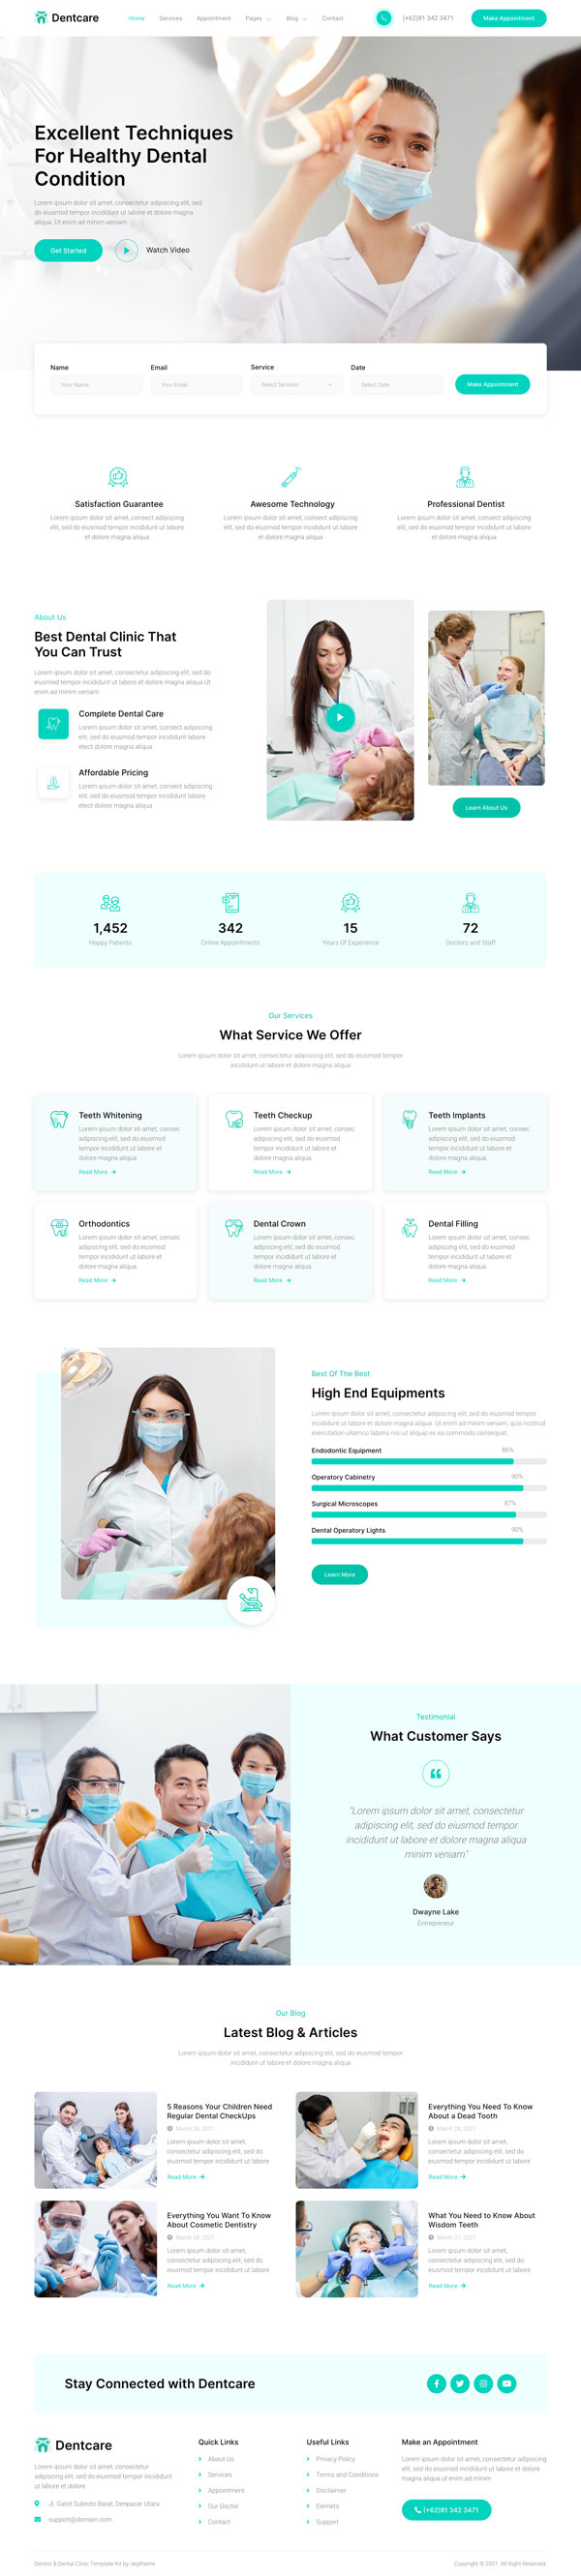 Dentcare
Home Services Appointment Pages Blog Contact (+62)81 342 3471 Make Appointment
Excellent Techniques
For Healthy Dental
Condition
Lorem ipsum dolor sit amet, consectetur adipiscing elit, sed
do eiusmod tempor incididunt ut labore et dolore magna
aliqua. Ut enim ad minim veniam
Get Started Watch Video
Name Email Service Date
Your Name Your Email Select Services Select Date Make Appointment
Satisfaction Guarantee
Lorem ipsum dolor sit amet, consect adipiscing
elit, sed do eiusmod tempor incididunt ut labore
et dolore magna aliqua
Awesome Technology
Lorem ipsum dolor sit amet, consect adipiscing
elit, sed do eiusmod tempor incididunt ut labore
et dolore magna aliqua
Professional Dentist
Lorem ipsum dolor sit amet, consect adipiscing
elit, sed do eiusmod tempor incididunt ut labore
et dolore magna aliqua
About Us
Best Dental Clinic That
You Can Trust
Lorem ipsum dolor sit amet, consectetur adipiscing elit, sed do
eiusmod tempor incididunt ut labore et dolore magna aliqua Ut
enim ad minim veniam
Complete Dental Care
Lorem ipsum dolor sit amet, consect adipiscing
elit, sed do eiusmod tempor incididunt labore
etect dolore magna aliqua
Affordable Pricing
Lorem ipsum dolor sit amet, consect adipiscing
elit, sed do eiusmod tempor incididunt labore
etect dolore magna aliqua
Learn About Us
1,452
Happy Patients
342
Online Appointments
15
Years Of Experience
72
Doctors and Staff
Our Services
What Service We Offer
Lorem ipsum dolor sit amet, consectetur adipiscing elit, sed do eiusmod tempor
incididunt ut labore et dolore magna aliqua
Teeth Whitening
Lorem ipsum dolor sit amet, consec
adipiscing elit, sed do eiusmod
tempor incididunt ut labore et
dolore magna aliqua
Read More
Teeth Checkup
Lorem ipsum dolor sit amet, consec
adipiscing elit, sed do eiusmod
tempor incididunt ut labore et
dolore magna aliqua
Read More
Teeth Implants
Lorem ipsum dolor sit amet, consec
adipiscing elit, sed do eiusmod
tempor incididunt ut labore et
dolore magna aliqua
Read More
Orthodontics
Lorem ipsum dolor sit amet, consec
adipiscing elit, sed do eiusmod
tempor incididunt ut labore et
dolore magna aliqua
Read More
Dental Crown
Lorem ipsum dolor sit amet, consec
adipiscing elit, sed do eiusmod
tempor incididunt ut labore et
dolore magna aliqua
Read More
Dental Filling
Lorem ipsum dolor sit amet, consec
adipiscing elit, sed do eiusmod
tempor incididunt ut labore et
dolore magna aliqua
Read More
Best Of The Best
High End Equipments
Lorem ipsum dolor sit amet, consectetur adipiscing elit, sed do eiusmod tempor
incididunt ut labore et dolore magna aliqua. Ut enim ad minim veniam, quis nostrud
exercitation ullamco laboris nisi ut aliquip ex ea commodo consequat
Endodontic Equipment 86%
Operatory Cabinetry 90%
Surgical Microscopes 87%
Dental Operatory Lights 90%
Learn More
Testimonial
What Customer Says
"Lorem ipsum dolor sit amet, consectetur
adipiscing elit, sed do eiusmod tempor
incididunt ut labore et dolore magna aliqua
minim veniam"
Dwayne Lake
Entrepreneur
Our Blog
Latest Blog & Articles
Lorem ipsum dolor sit amet, consectetur adipiscing elit, sed do eiusmod tempor
incididunt ut labore et dolore magna aliqua
5 Reasons Your Children Need
Regular Dental CheckUps
March 28, 2021
Lorem ipsum dolor sit amet,
consectetur adipiscing elit, sed do
eiusmod tempor incididunt ut labore
Read More
Everything You Need To Know
About a Dead Tooth
March 28, 2021
Lorem ipsum dolor sit amet,
consectetur adipiscing elit, sed do
eiusmod tempor incididunt ut labore
Read More
Everything You Want To Know
About Cosmetic Dentistry
March 28, 2021
Lorem ipsum dolor sit amet,
consectetur adipiscing elit, sed do
eiusmod tempor incididunt ut labore
Read More
What You Need to Know About
Wisdom Teeth
March 27, 2021
Lorem ipsum dolor sit amet,
consectetur adipiscing elit, sed do
eiusmod tempor incididunt ut labore
Read More
Stay Connected with Dentcare
Dentcare
Lorem ipsum dolor sit amet, consectetur
adipiscing elit, sed do eiusmod tempor incididunt
ut labore et dolore
Jl. Gatot Subroto Barat, Denpasar Utara
support@domain.com
Quick Links
About Us
Services
Appointment
Our Doctor
Contact
Useful Links
Privacy Policy
Terms and Conditions
Disclaimer
Elemets
Support
Make an Appointment
Lorem ipsum dolor sit amet, consectetur adipiscing
elit, sed do eiusmod tempor incididunt ut labore et dolore
magna aliqua ut enim ad minim
(+62)81 342 3471
Dentist & Dental Clinic Template Kit by Jegtheme Copyright © 2021. All Right Reserved.